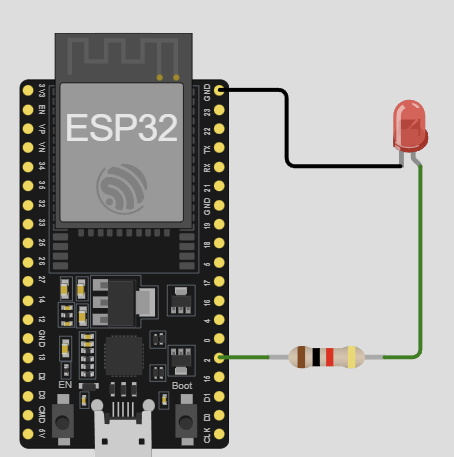 ESP32
3V3
EN
VP
VN
34
35
32
33
25
26
27
14
12
GND
13
D2
D3
CMD
5V
GND
23
22
TX
RX
21
GND
19
18
5
17
16
4
0
2
15
D1
D0
CLK
EN
Boot